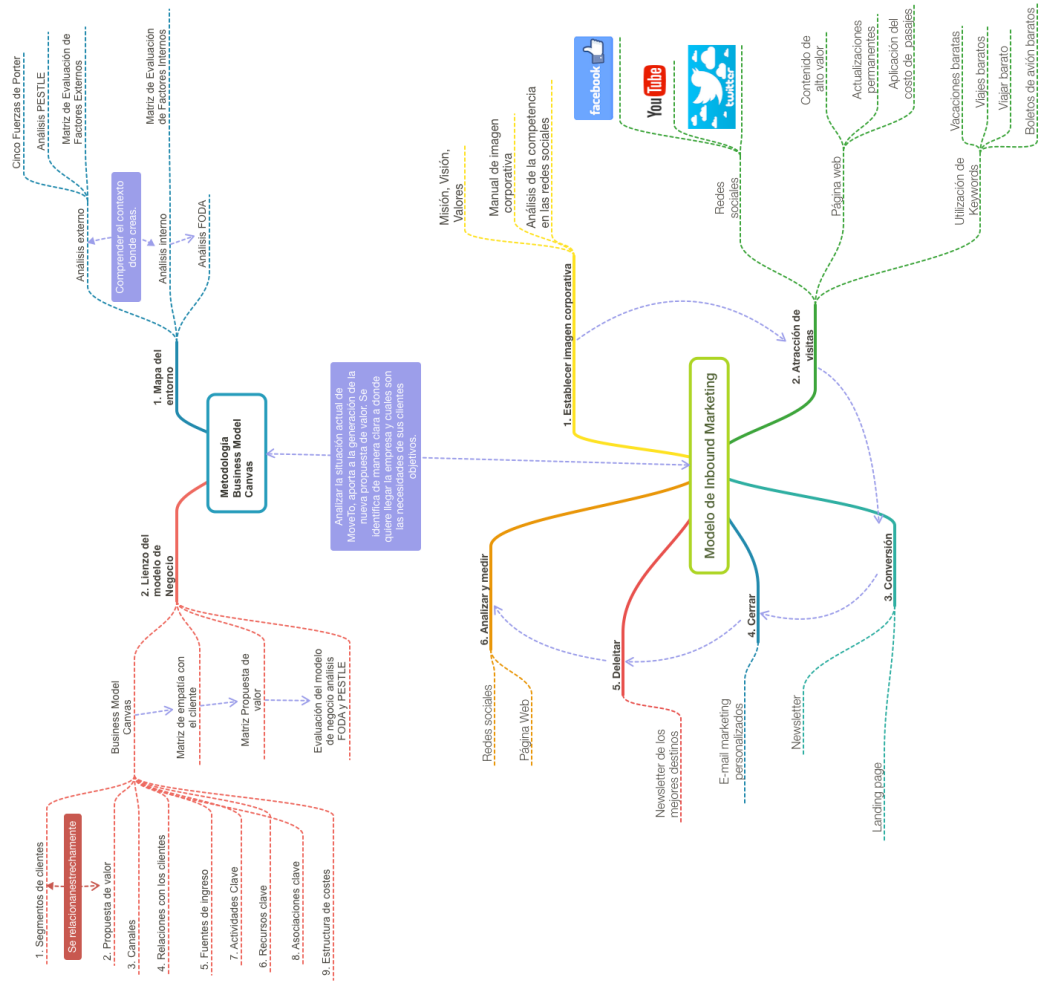 Metodología
Business Model
Canvas
1. Mapa del
entorno
Análisis externo
Cinco Fuerzas de Porter
Análisis PESTLE
Matriz de Evaluación de
Factores Externos
Comprender el contexto
donde creas.
Análisis interno
Matriz de Evaluación
de Factores Internos
Análisis FODA
2. Lienzo del
modelo de
Negocio
Business Model
Canvas
1. Segmentos de clientes
Se relacionanestrechamente
2. Propuesta de valor
3. Canales
4. Relaciones con los clientes
5. Fuentes de ingreso
7. Actividades Clave
6. Recursos clave
8. Asociaciones clave
9. Estructura de costes
Matriz de empatía con
el cliente
Matriz Propuesta de
valor
Evaluación del modelo
de negocio análisis
FODA y PESTLE
Analizar la situación actual de
MoveTo, aporta a la generación de la
nueva propuesta de valor. Se
identifica de manera clara a donde
quiere llegar la empresa y cuales son
las necesidades de sus clientes
objetivos.
Modelo de Inbound Marketing
1. Establecer imagen corporativa
Misión, Visión,
Valores
Manual de imagen
corporativa
Análisis de la competencia
en las redes sociales
2. Atracción de
visitas
Redes
sociales
facebook
YouTube
twitter
Página web
Contenido de
alto valor
Actualizaciones
permanentes
Aplicación del
costo de pasajes
Utilización de
Keywords
Vacaciones baratas
Viajes baratos
Viajar barato
Boletos de avión baratos
3. Conversión
Newsletter
Landing page
4. Cerrar
E-mail marketing
personalizados
5. Deleitar
Newsletter de los
mejores destinos
6. Analizar y medir
Redes sociales
Página Web